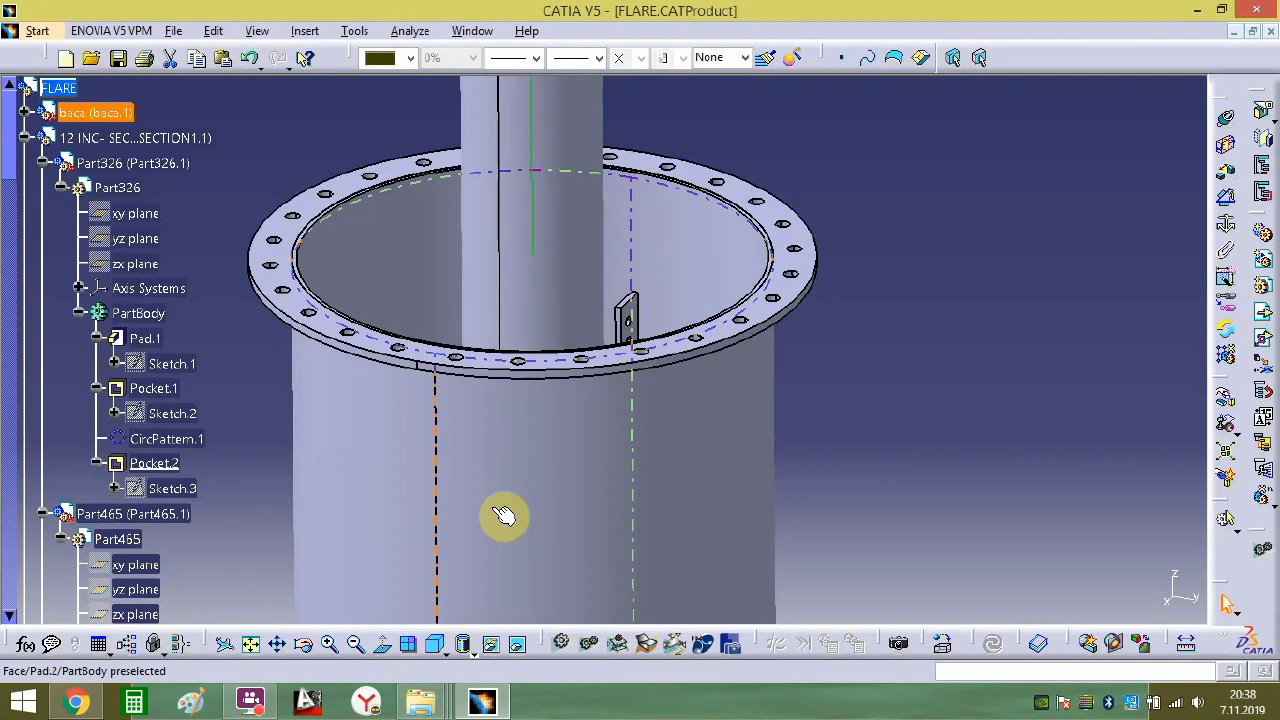 CATIA V5 - [FLARE.CATProduct]
Start ENOVIA V5 VPM File Edit View Insert Tools Analyze Window Help
0% None
FLARE
baca (baca.1)
12 INC- SEC...SECTION1.1)
Part326 (Part326.1)
Part326
xy plane
yz plane
zx plane
Axis Systems
PartBody
Pad.1
Sketch.1
Pocket.1
Sketch.2
CircPattern.1
Pocket.2
Sketch.3
Part465 (Part465.1)
Part465
xy plane
yz plane
zx plane
z
x y
CATIA
Face/Pad.2/PartBody preselected
20:38
7.11.2019